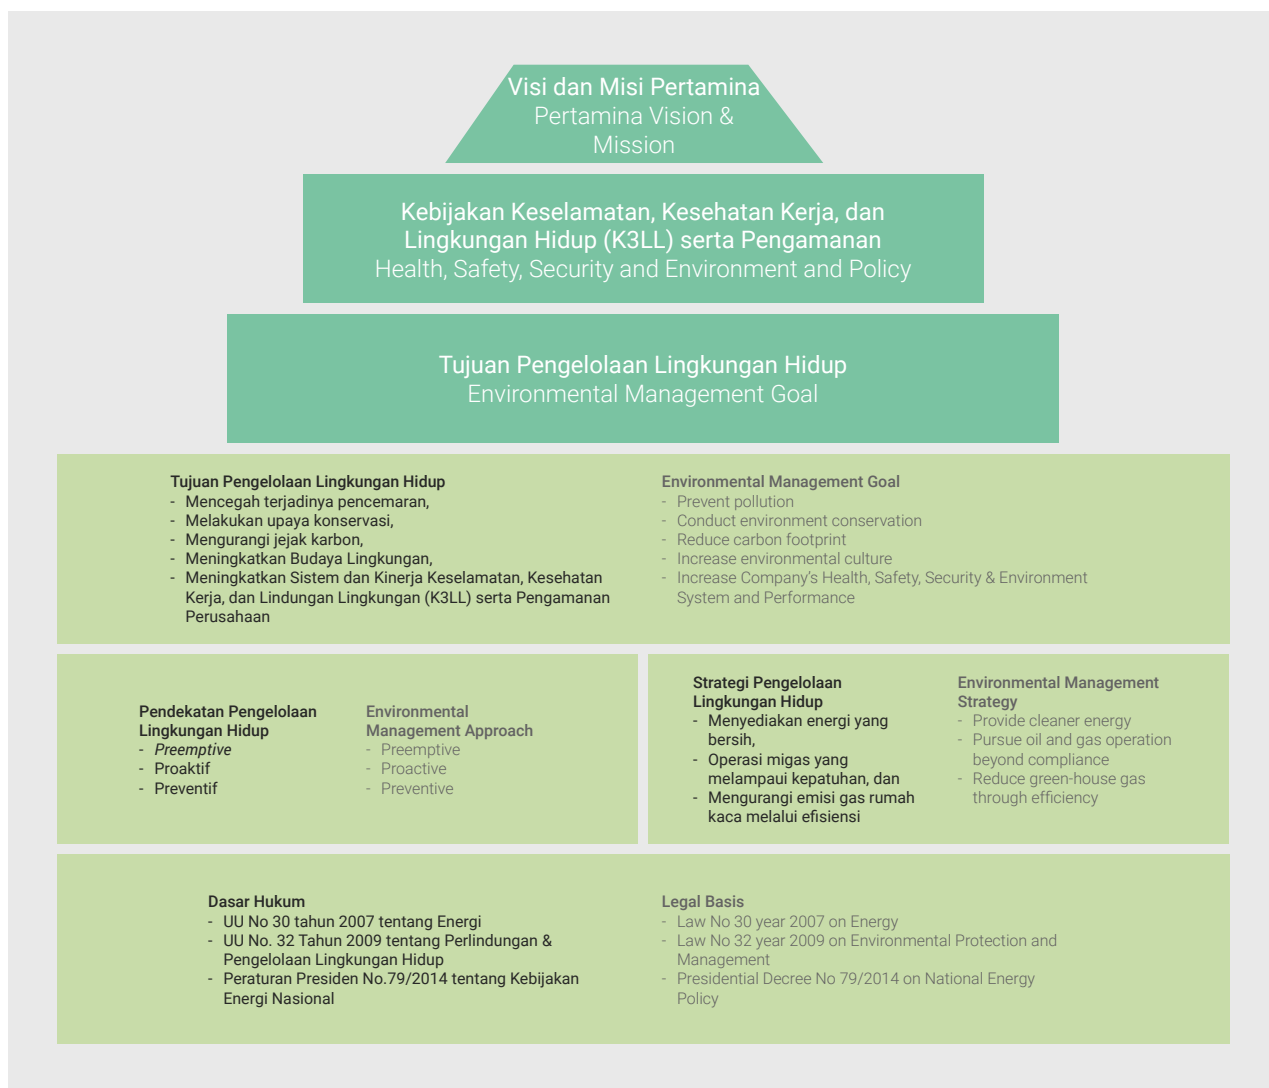 Visi dan Misi Pertamina
Pertamina Vision &
Mission
Kebijakan Keselamatan, Kesehatan Kerja, dan
Lingkungan Hidup (K3LL) serta Pengamanan
Health, Safety, Security and Environment and Policy
Tujuan Pengelolaan Lingkungan Hidup
Environmental Management Goal
Tujuan Pengelolaan Lingkungan Hidup
- Mencegah terjadinya pencemaran,
- Melakukan upaya konservasi,
- Mengurangi jejak karbon,
- Meningkatkan Budaya Lingkungan,
- Meningkatkan Sistem dan Kinerja Keselamatan, Kesehatan
Kerja, dan Lindungan Lingkungan (K3LL) serta Pengamanan
Perusahaan
Environmental Management Goal
- Prevent pollution
- Conduct environment conservation
- Reduce carbon footprint
- Increase environmental culture
- Increase Company's Health, Safety, Security & Environment
System and Performance
Pendekatan Pengelolaan
Lingkungan Hidup
- Preemptive
- Proaktif
- Preventif
Environmental
Management Approach
- Preemptive
- Proactive
- Preventive
Strategi Pengelolaan
Lingkungan Hidup
- Menyediakan energi yang
bersih,
- Operasi migas yang
melampaui kepatuhan, dan
- Mengurangi emisi gas rumah
kaca melalui efisiensi
Environmental Management
Strategy
- Provide cleaner energy
- Pursue oil and gas operation
beyond compliance
- Reduce green-house gas
through efficiency
Dasar Hukum
- UU No 30 tahun 2007 tentang Energi
- UU No. 32 Tahun 2009 tentang Perlindungan &
Pengelolaan Lingkungan Hidup
- Peraturan Presiden No.79/2014 tentang Kebijakan
Energi Nasional
Legal Basis
- Law No 30 year 2007 on Energy
- Law No 32 year 2009 on Environmental Protection and
Management
- Presidential Decree No 79/2014 on National Energy
Policy